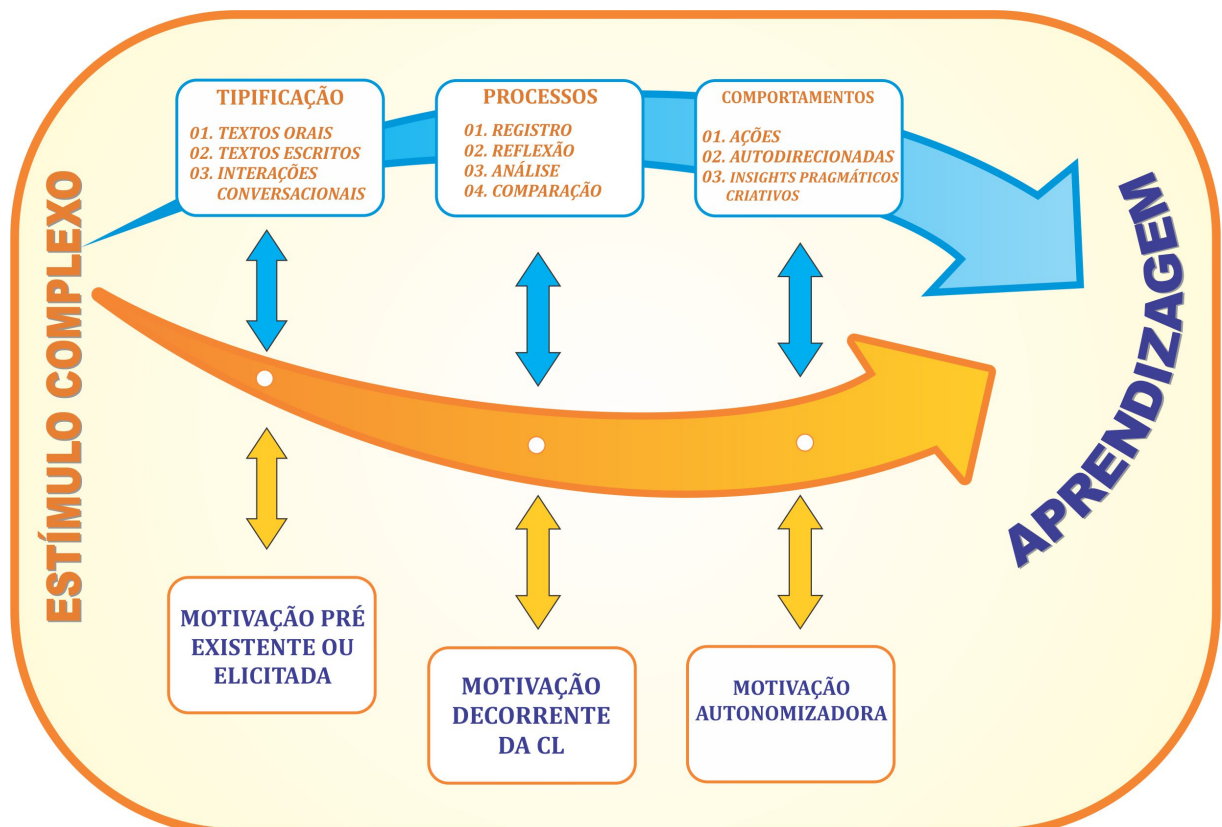 ESTÍMULO COMPLEXO
TIPIFICAÇÃO
01. TEXTOS ORAIS
02. TEXTOS ESCRITOS
03. INTERAÇÕES
CONVERSACIONAIS
PROCESSOS
01. REGISTRO
02. REFLEXÃO
03. ANÁLISE
04. COMPARAÇÃO
COMPORTAMENTOS
01. AÇÕES
02. AUTODIRECIONADAS
03. INSIGHTS PRAGMÁTICOS
CRIATIVOS
APRENDIZAGEM
MOTIVAÇÃO PRÉ
EXISTENTE OU
ELICITADA
MOTIVAÇÃO
DECORRENTE
DA CL
MOTIVAÇÃO
AUTONOMIZADORA